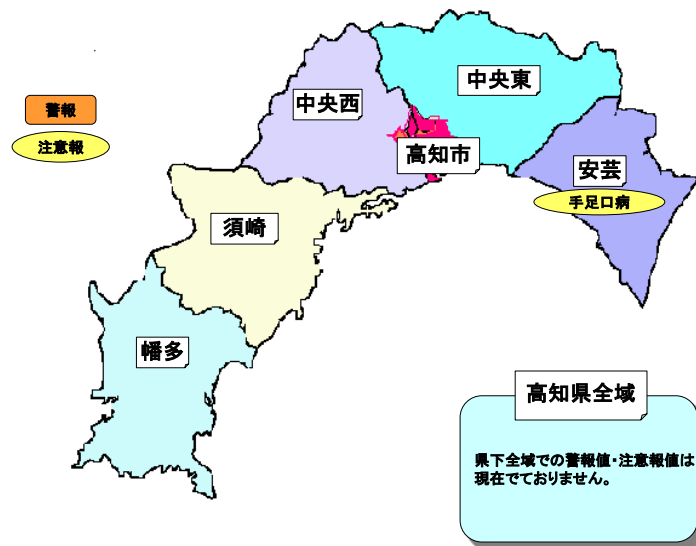 中央東
中央西
警報
注意報
高知市
安芸
手足口病
須崎
幡多
高知県全域
県下全域での警報値・注意報値は
現在でておりません。